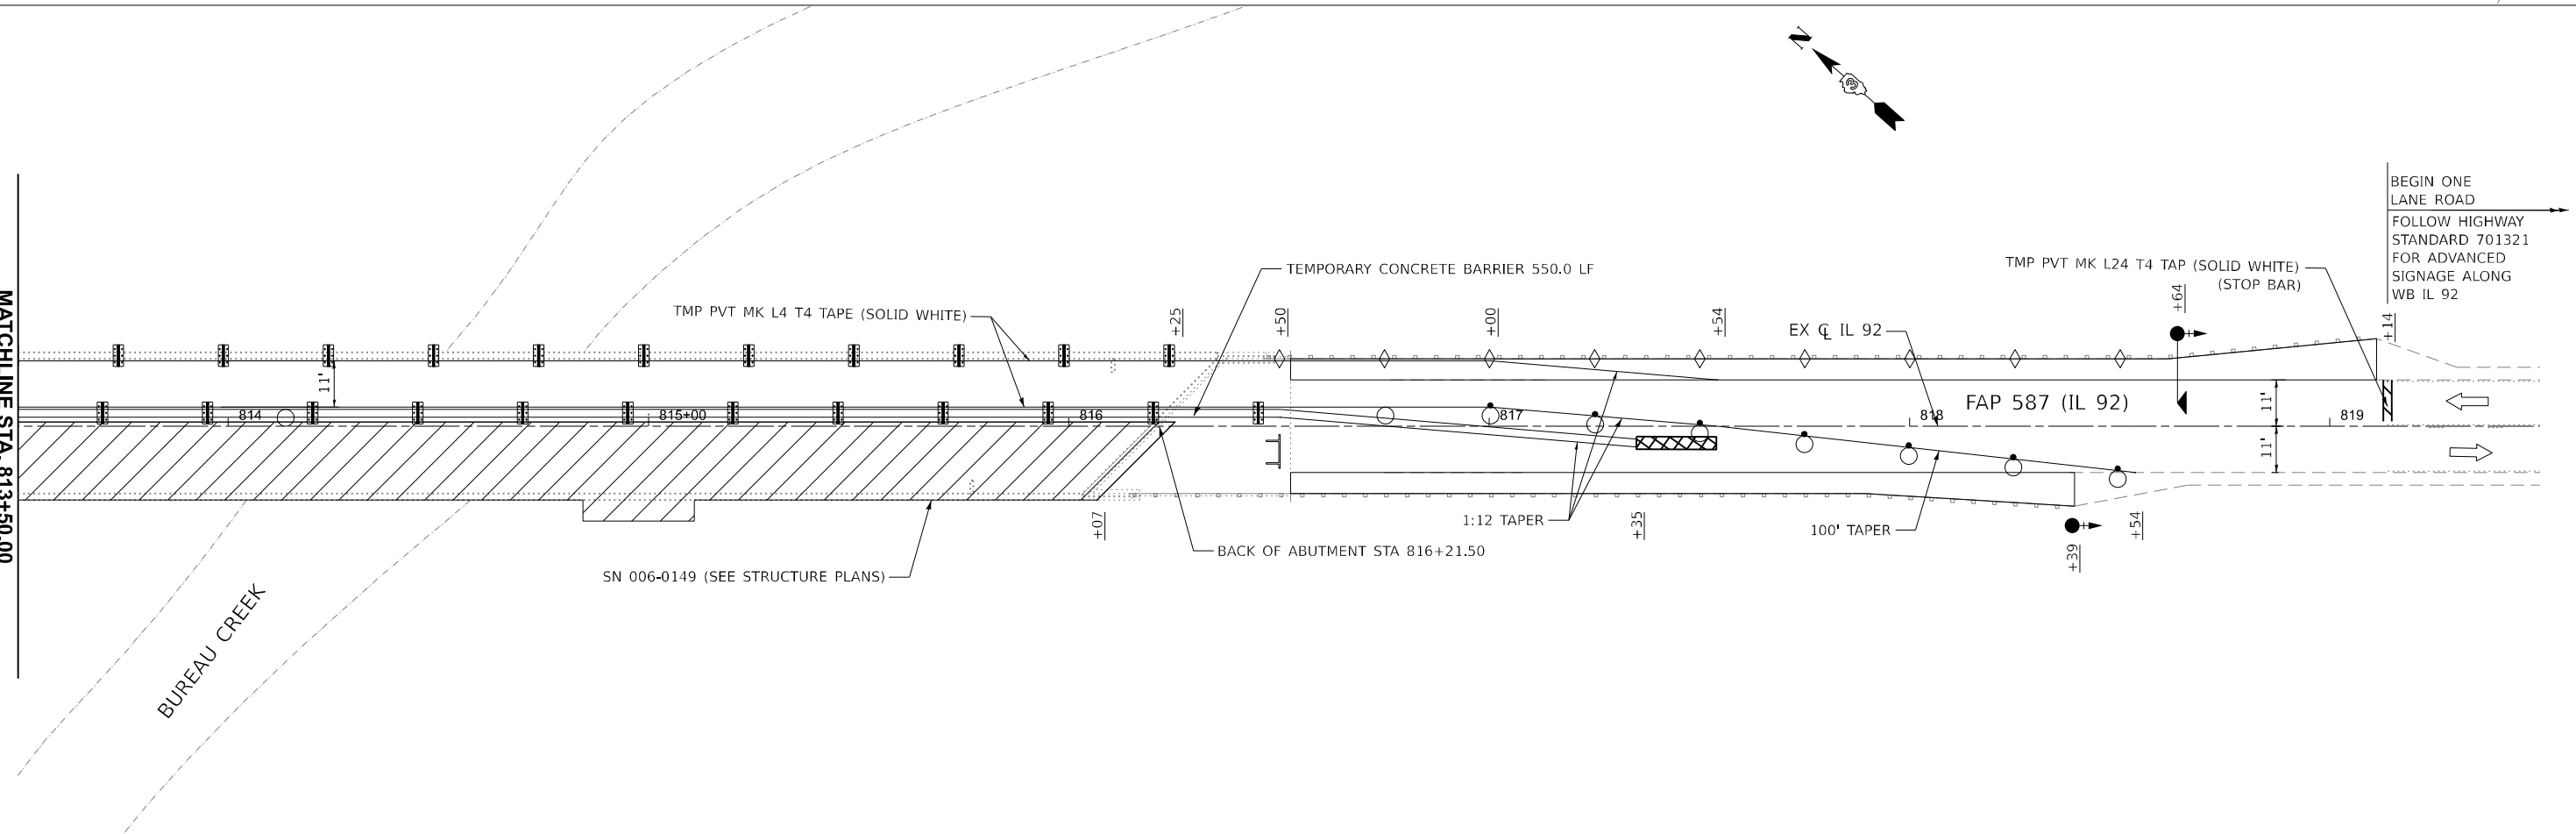 N
BEGIN ONE
LANE ROAD
FOLLOW HIGHWAY
STANDARD 701321
FOR ADVANCED
SIGNAGE ALONG
WB IL 92
TMP PVT MK L24 T4 TAP (SOLID WHITE)
(STOP BAR)
TEMPORARY CONCRETE BARRIER 550.0 LF
TMP PVT MK L4 T4 TAPE (SOLID WHITE)
+25
+50
+00
+54
EX ℄ IL 92
+64
+14
MATCHLINE STA. 813+50.00
11'
814
815+00
816
817
818
819
FAP 587 (IL 92)
11'
11'
+07
1:12 TAPER
+35
100' TAPER
+39
+54
BACK OF ABUTMENT STA 816+21.50
SN 006-0149 (SEE STRUCTURE PLANS)
BUREAU CREEK